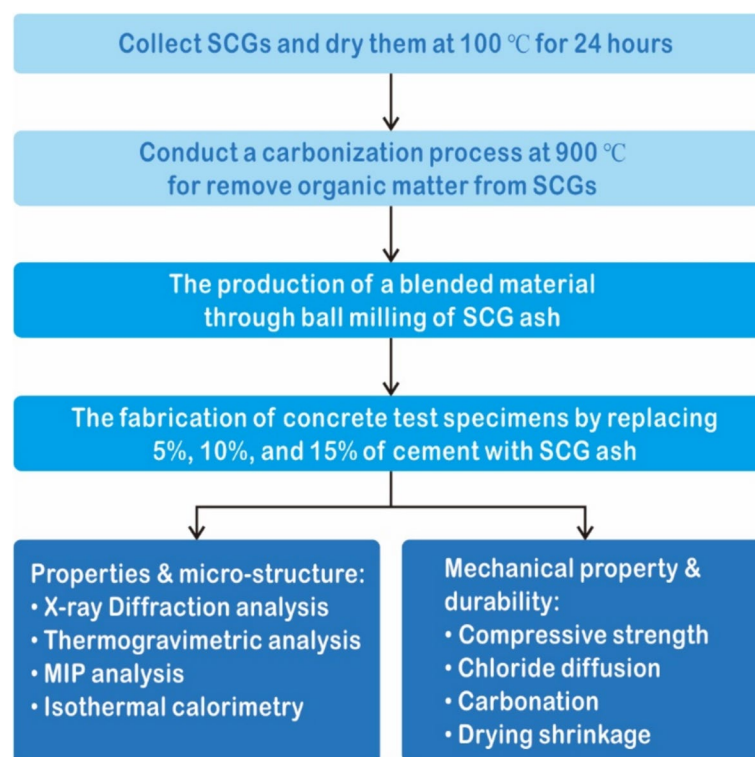 Collect SCGs and dry them at 100 ℃ for 24 hours
Conduct a carbonization process at 900 ℃
for remove organic matter from SCGs
The production of a blended material
through ball milling of SCG ash
The fabrication of concrete test specimens by replacing
5%, 10%, and 15% of cement with SCG ash
Properties & micro-structure:
• X-ray Diffraction analysis
• Thermogravimetric analysis
• MIP analysis
• Isothermal calorimetry
Mechanical property &
durability:
• Compressive strength
• Chloride diffusion
• Carbonation
• Drying shrinkage